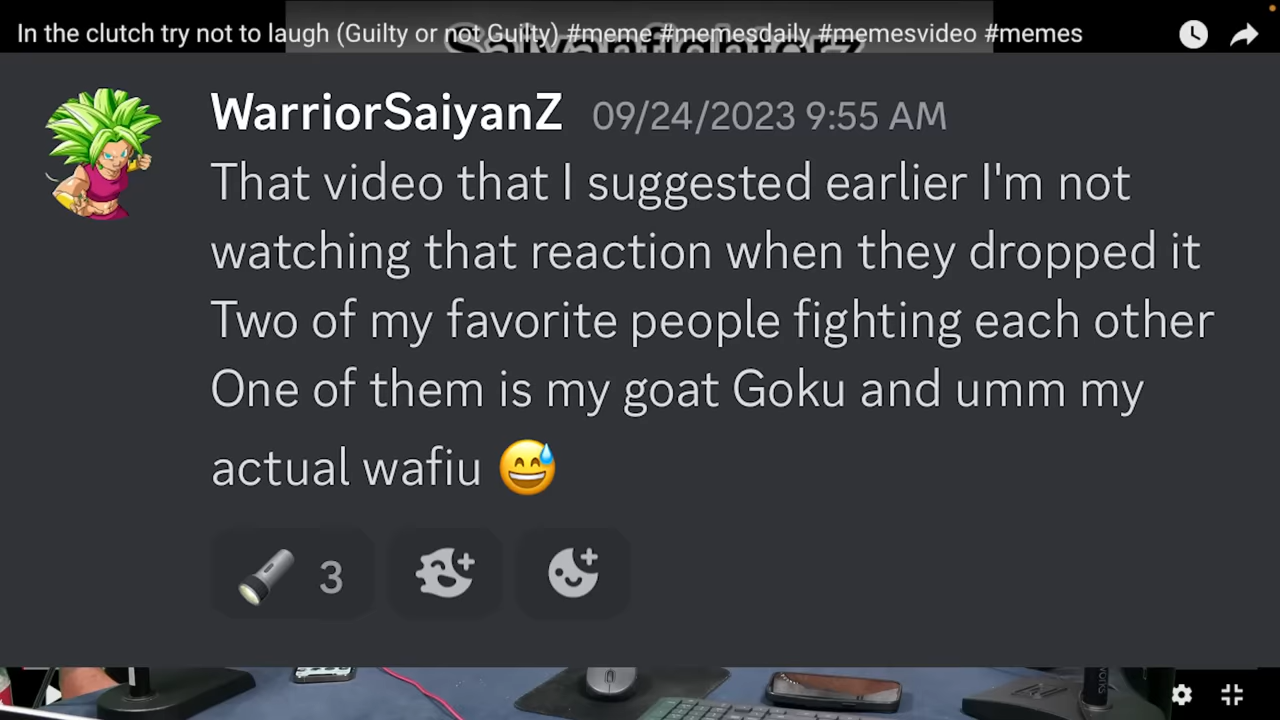 In the clutch try not to laugh (Guilty or not Guilty) #meme #memesdaily #memesvideo #memes
WarriorSaiyanZ 09/24/2023 9:55 AM
That video that I suggested earlier I'm not
watching that reaction when they dropped it
Two of my favorite people fighting each other
One of them is my goat Goku and umm my
actual wafiu 😅
3